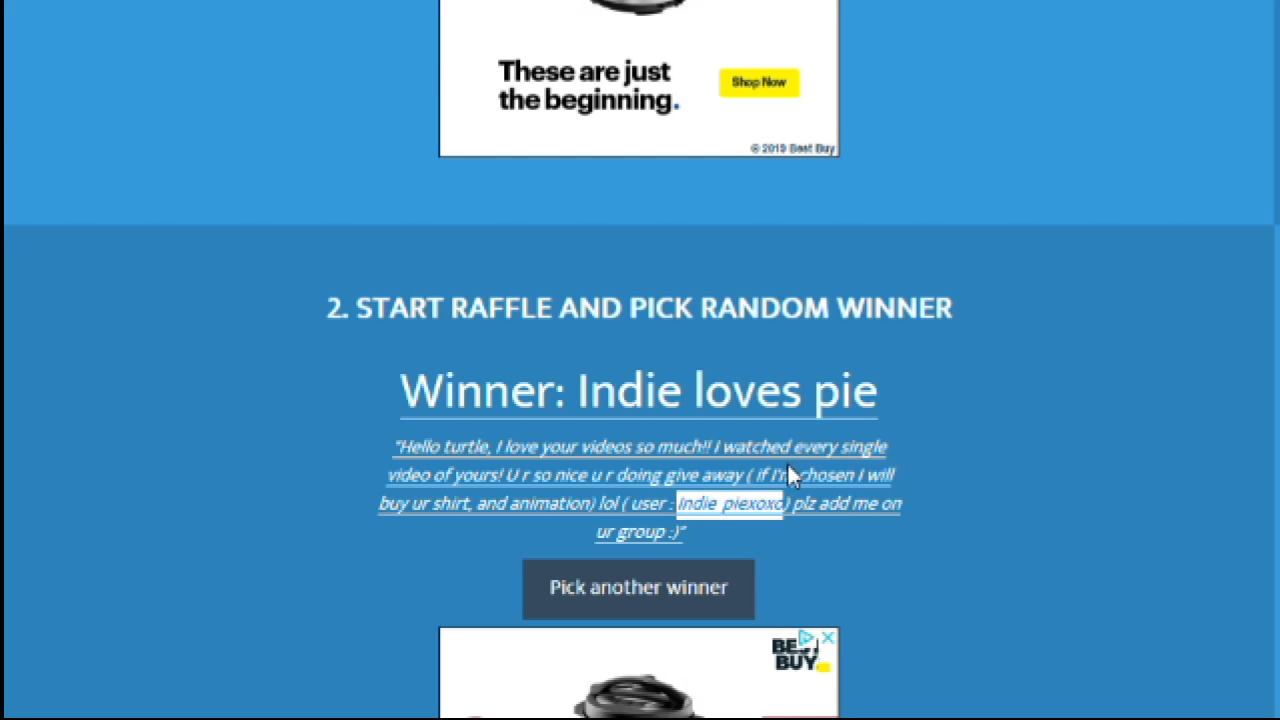 These are just
the beginning.
Shop Now
© 2019 Best Buy
2. START RAFFLE AND PICK RANDOM WINNER
Winner: Indie loves pie
"Hello turtle, I love your videos so much!! I watched every single
video of yours! U r so nice u r doing give away ( if I'm chosen I will
buy ur shirt, and animation) lol ( user : Indie_piexoxo) plz add me on
ur group :)"
Pick another winner
BEST
BUY